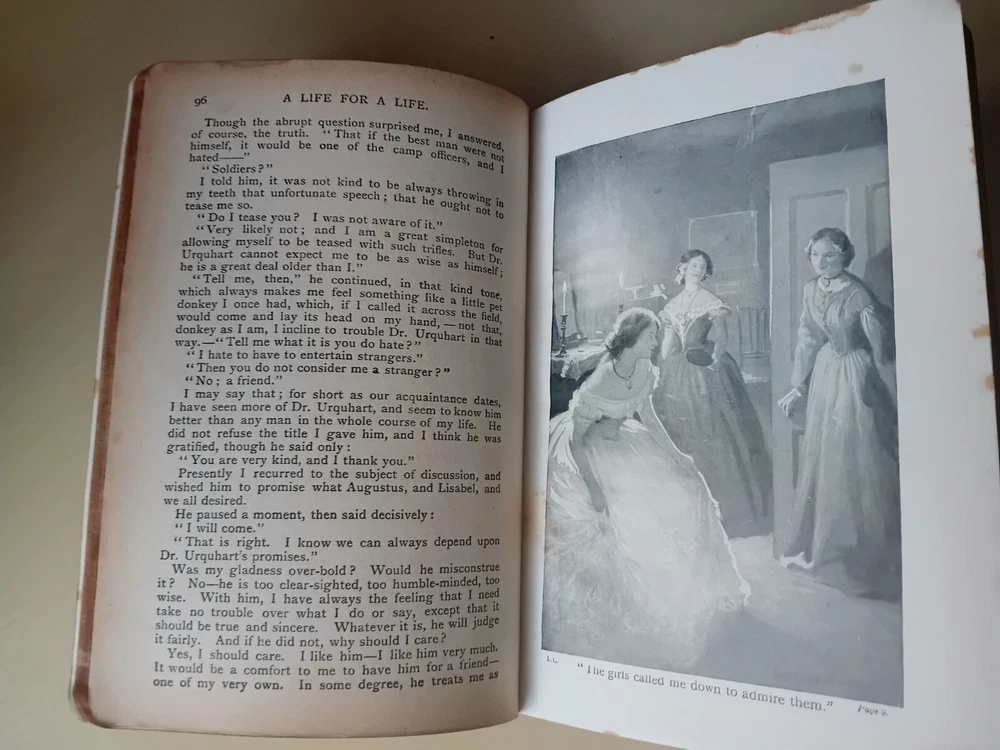 96
A LIFE FOR A LIFE.
Though the abrupt question surprised me, I answered,
of course, the truth. "That if the best man were not
himself, it would be one of the camp officers, and I
hated——"
"Soldiers?"
I told him, it was not kind to be always throwing in
my teeth that unfortunate speech; that he ought not to
tease me so.
"Do I tease you? I was not aware of it."
"Very likely not; and I am a great simpleton for
allowing myself to be teased with such trifles. But Dr.
Urquhart cannot expect me to be as wise as himself;
he is a great deal older than I."
"Tell me, then," he continued, in that kind tone,
which always makes me feel something like a little pet
donkey I once had, which, if I called it across the field,
would come and lay its head on my hand,—not that,
donkey as I am, I incline to trouble Dr. Urquhart in that
way.—"Tell me what it is you do hate?"
"I hate to have to entertain strangers."
"Then you do not consider me a stranger?"
"No; a friend."
I may say that; for short as our acquaintance dates,
I have seen more of Dr. Urquhart, and seem to know him
better than any man in the whole course of my life. He
did not refuse the title I gave him, and I think he was
gratified, though he said only:
"You are very kind, and I thank you."
Presently I recurred to the subject of discussion, and
wished him to promise what Augustus, and Lisabel, and
we all desired.
He paused a moment, then said decisively:
"I will come."
"That is right. I know we can always depend upon
Dr. Urquhart's promises."
Was my gladness over-bold? Would he misconstrue
it? No—he is too clear-sighted, too humble-minded, too
wise. With him, I have always the feeling that I need
take no trouble over what I do or say, except that it
should be true and sincere. Whatever it is, he will judge
it fairly. And if he did not, why should I care?
Yes, I should care. I like him—I like him very much.
It would be a comfort to me to have him for a friend—
one of my very own. In some degree, he treats me as
"The girls called me down to admire them."
Page 9.